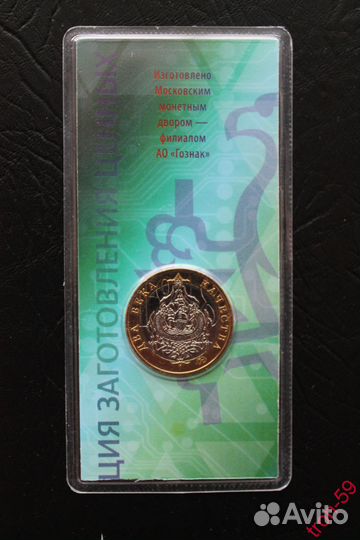 Изготовлено
Московским
монетным
двором —
филиалом
АО «Гознак»
ЦИЯ ЗАГОТОВЛЕНИЯ ЦЕННЫХ
ДВА ВЕКА КАЧЕСТВА
Avito